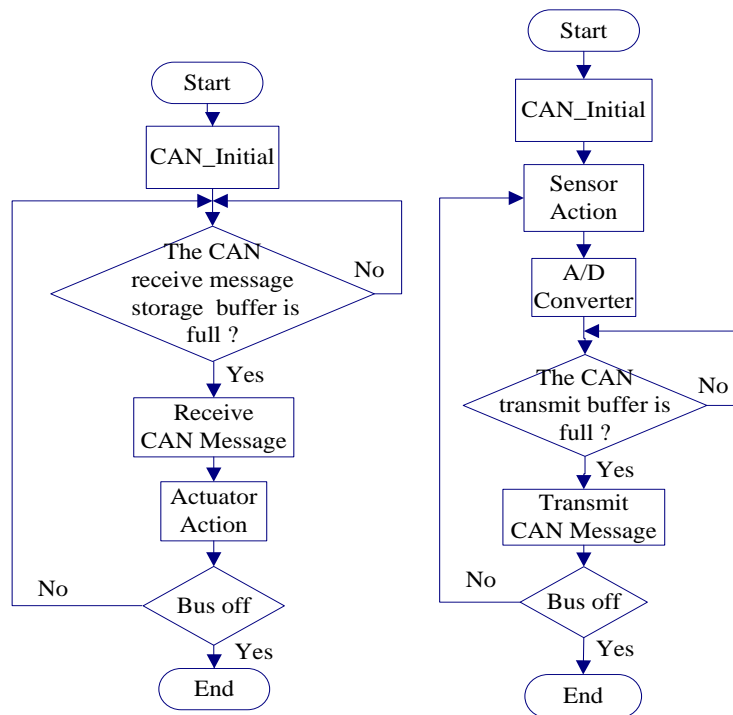 Start
CAN_Initial
The CAN
receive message
storage buffer is
full ?
No
Yes
Receive
CAN Message
Actuator
Action
No
Bus off
Yes
End
Start
CAN_Initial
Sensor
Action
A/D
Converter
The CAN
transmit buffer is
full ?
No
Yes
Transmit
CAN Message
No
Bus off
Yes
End